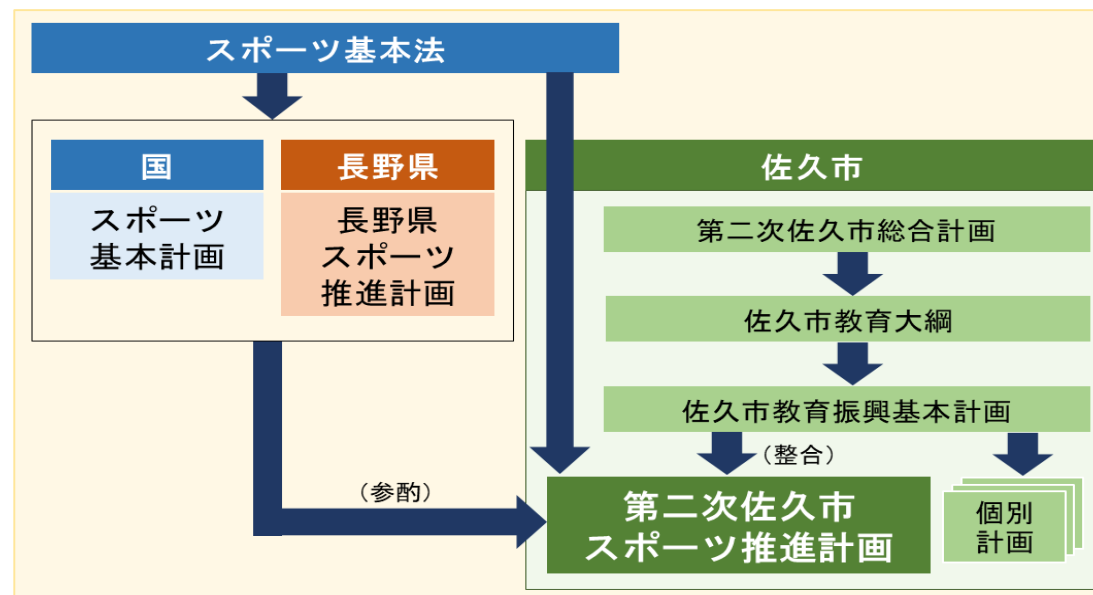 スポーツ基本法
国
スポーツ
基本計画
長野県
長野県
スポーツ
推進計画
佐久市
第二次佐久市総合計画
佐久市教育大綱
佐久市教育振興基本計画
（整合）
（参酌）
第二次佐久市
スポーツ推進計画
個別
計画